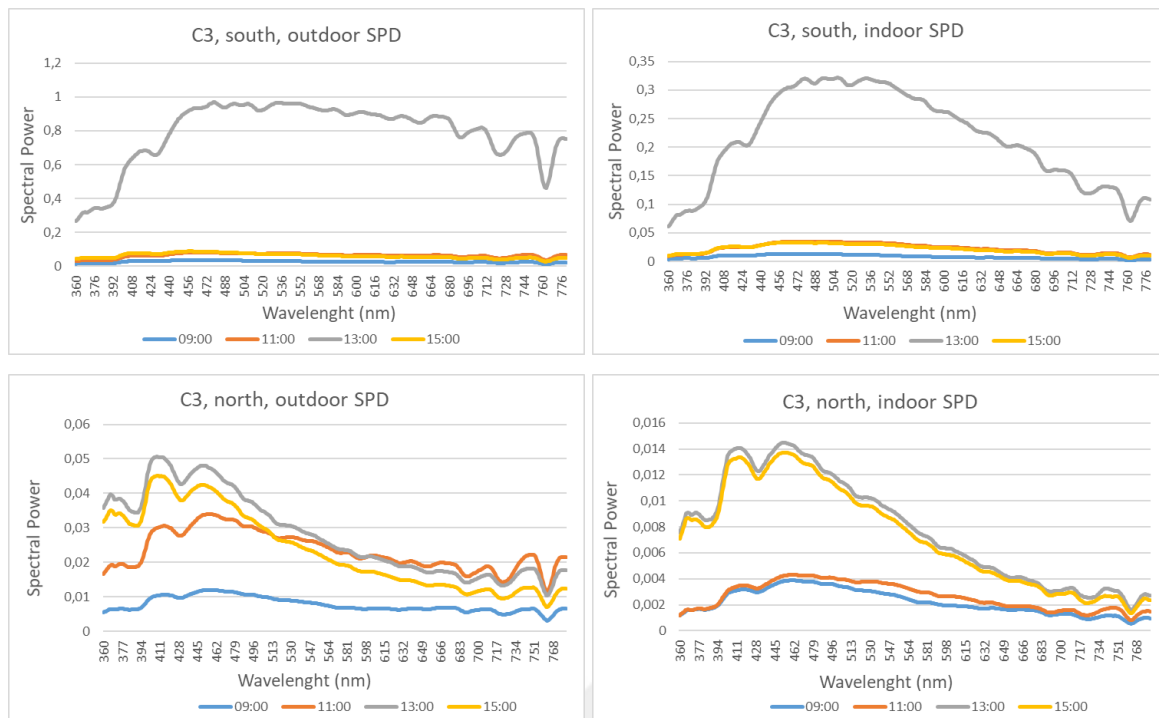 C3, south, outdoor SPD
Spectral Power
1,2
1
0,8
0,6
0,4
0,2
0
360 376 392 408 424 440 456 472 488 504 520 536 552 568 584 600 616 632 648 664 680 696 712 728 744 760 776
Wavelenght (nm)
09:00 11:00 13:00 15:00
C3, south, indoor SPD
Spectral Power
0,35
0,3
0,25
0,2
0,15
0,1
0,05
0
360 376 392 408 424 440 456 472 488 504 520 536 552 568 584 600 616 632 648 664 680 696 712 728 744 760 776
Wavelenght (nm)
09:00 11:00 13:00 15:00
C3, north, outdoor SPD
Spectral Power
0,06
0,05
0,04
0,03
0,02
0,01
0
360 377 394 411 428 445 462 479 496 513 530 547 564 581 598 615 632 649 666 683 700 717 734 751 768
Wavelenght (nm)
09:00 11:00 13:00 15:00
C3, north, indoor SPD
Spectral Power
0,016
0,014
0,012
0,01
0,008
0,006
0,004
0,002
0
360 377 394 411 428 445 462 479 496 513 530 547 564 581 598 615 632 649 666 683 700 717 734 751 768
Wavelenght (nm)
09:00 11:00 13:00 15:00